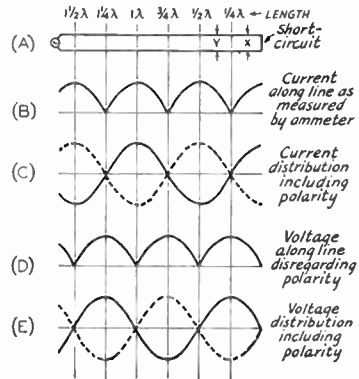 1½λ 1¼λ 1λ ¾λ ½λ ¼λ ← LENGTH
(A)
Y X
Short-
circuit
(B)
Current
along line as
measured
by ammeter
(C)
Current
distribution
including
polarity
(D)
Voltage
along line
disregarding
polarity
(E)
Voltage
distribution
including
polarity